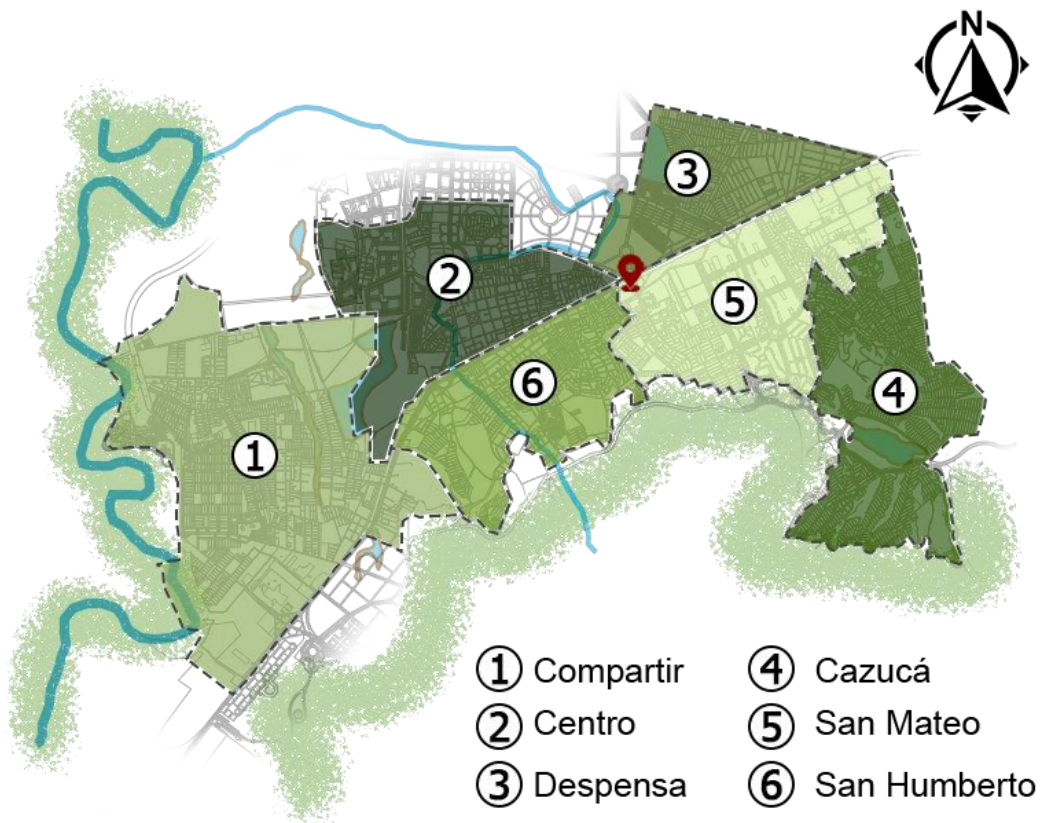 N
3
2
5
6
4
1
1 Compartir
2 Centro
3 Despensa
4 Cazucá
5 San Mateo
6 San Humberto